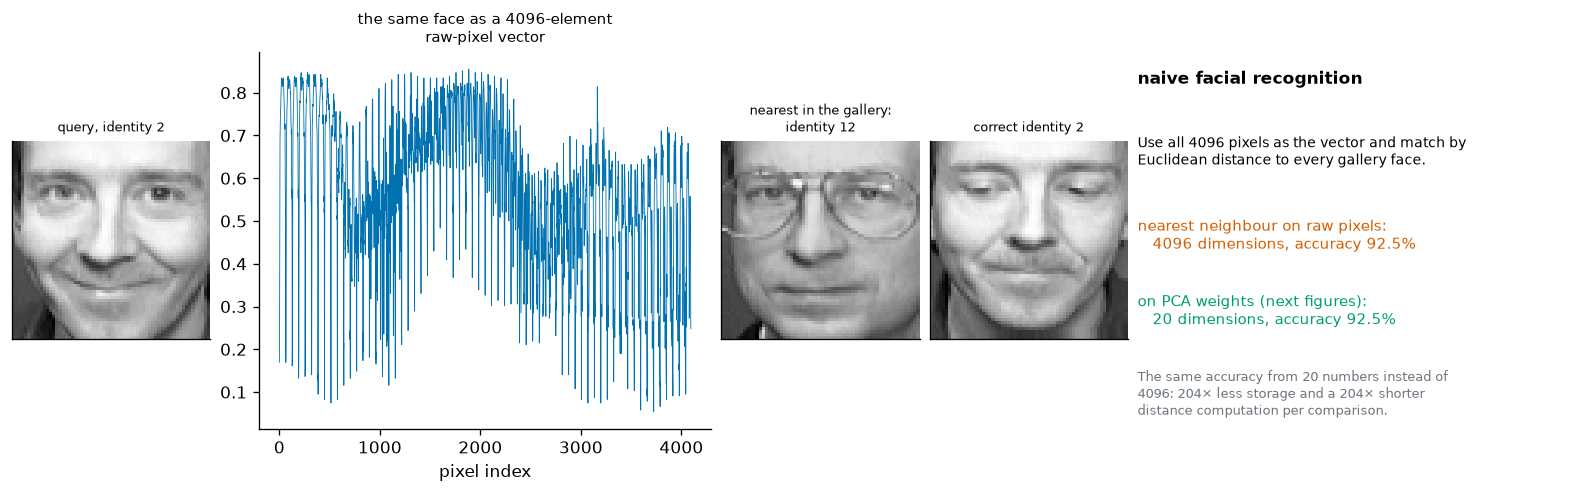 query, identity 2
the same face as a 4096-element
raw-pixel vector
0.8
0.7
0.6
0.5
0.4
0.3
0.2
0.1
0
1000
2000
3000
4000
pixel index
nearest in the gallery:
identity 12
correct identity 2
naive facial recognition
Use all 4096 pixels as the vector and match by
Euclidean distance to every gallery face.
nearest neighbour on raw pixels:
4096 dimensions, accuracy 92.5%
on PCA weights (next figures):
20 dimensions, accuracy 92.5%
The same accuracy from 20 numbers instead of
4096: 204× less storage and a 204× shorter
distance computation per comparison.